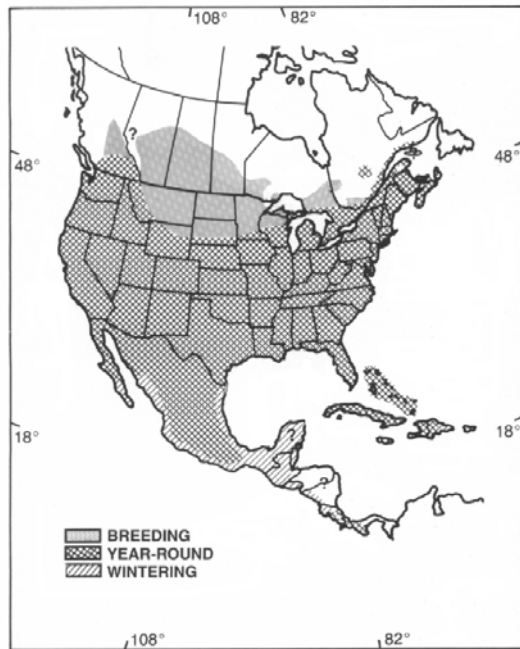 108° 82°
?
48° 48°
18° 18°
?
BREEDING
YEAR-ROUND
WINTERING
108° 82°